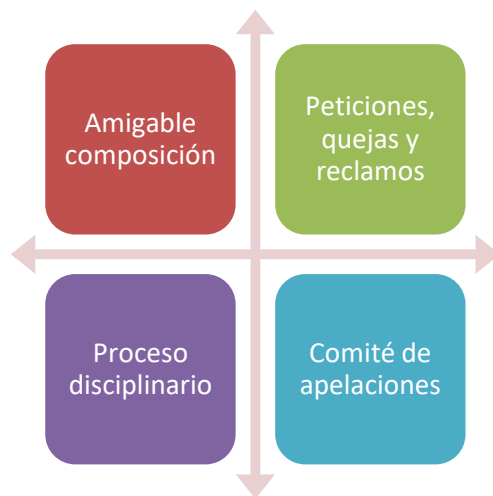 Amigable
composición
Peticiones,
quejas y
reclamos
Proceso
disciplinario
Comité de
apelaciones